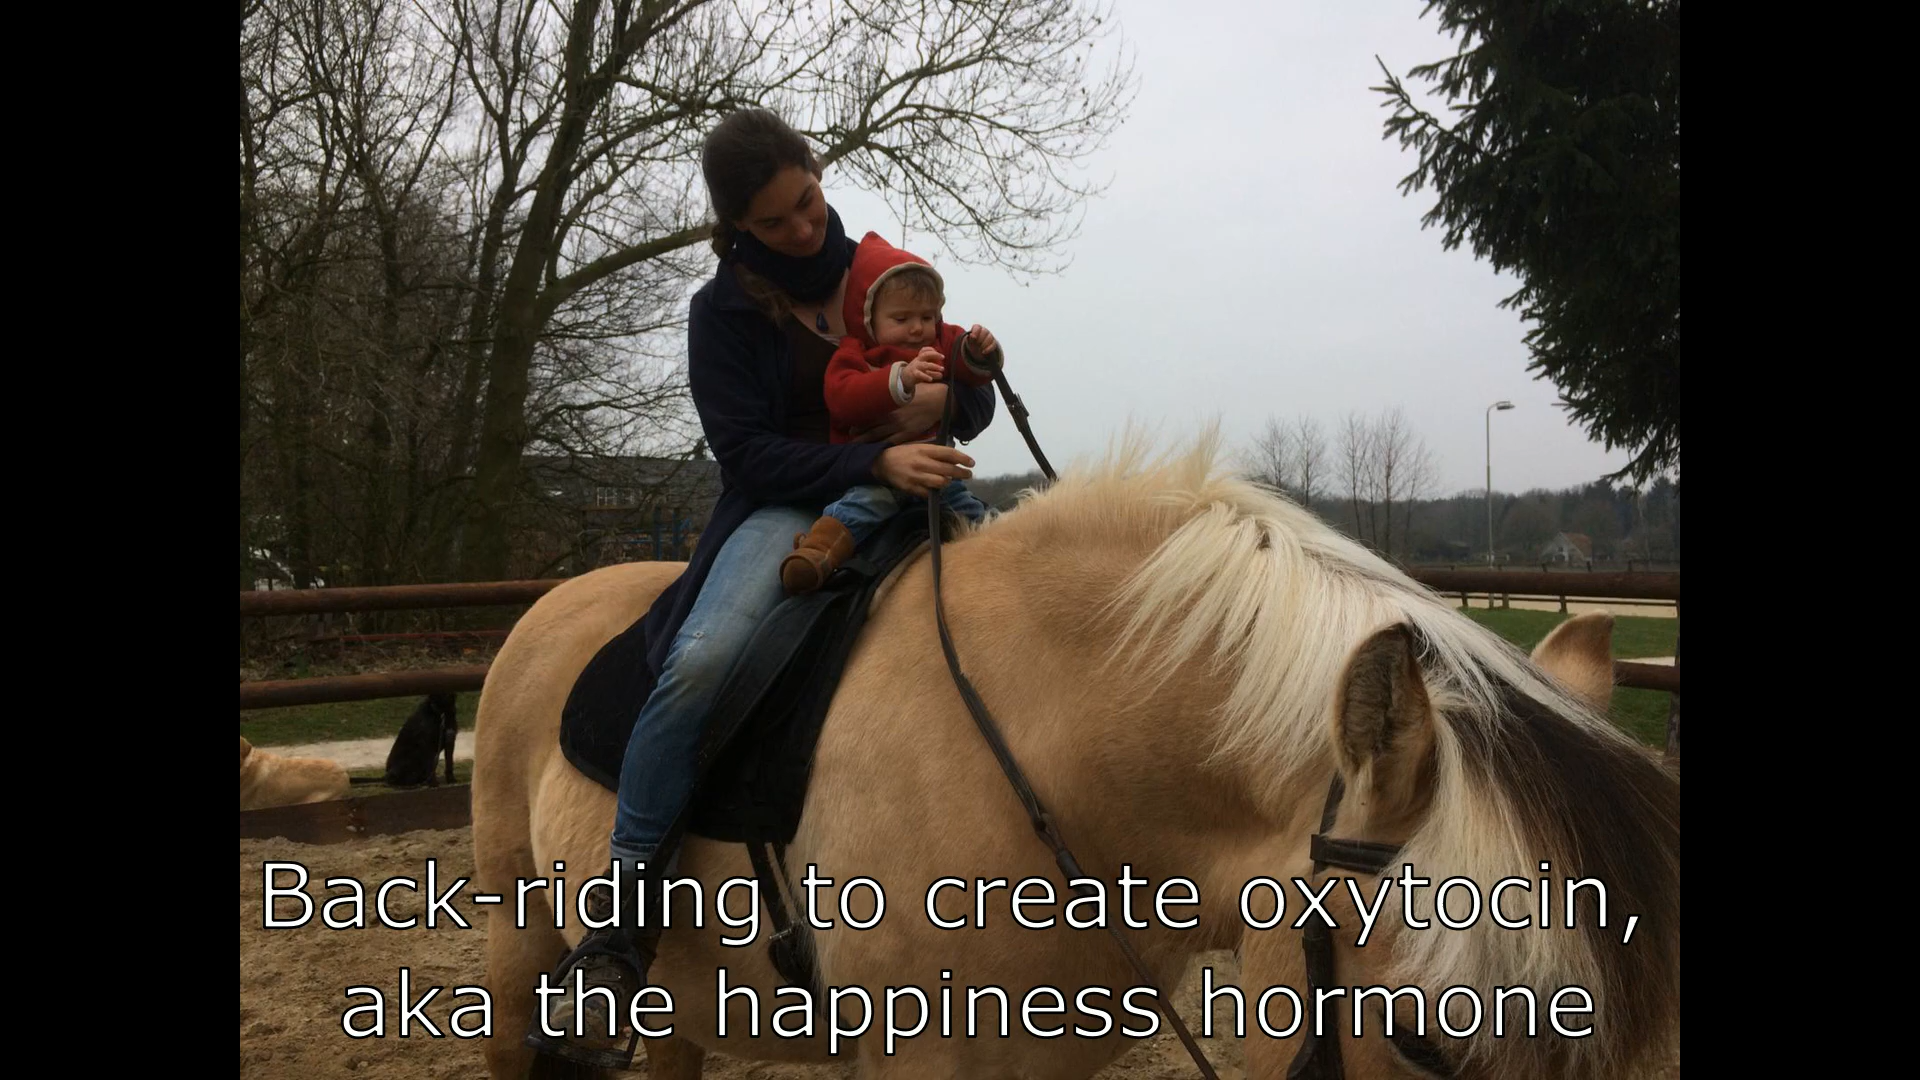 Back-riding to create oxytocin,
aka the happiness hormone